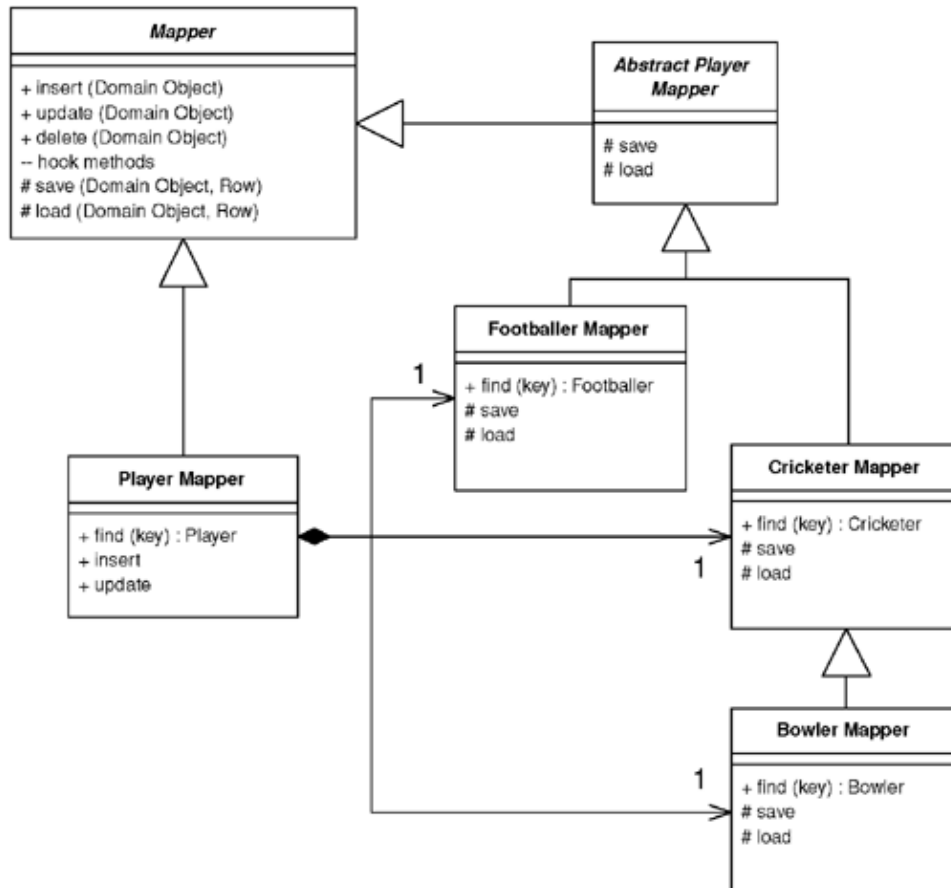 Mapper
+ insert (Domain Object)
+ update (Domain Object)
+ delete (Domain Object)
-- hook methods
# save (Domain Object, Row)
# load (Domain Object, Row)
Abstract Player
Mapper
# save
# load
Footballer Mapper
+ find (key) : Footballer
# save
# load
1
Player Mapper
+ find (key) : Player
+ insert
+ update
Cricketer Mapper
+ find (key) : Cricketer
# save
# load
1
Bowler Mapper
+ find (key) : Bowler
# save
# load
1